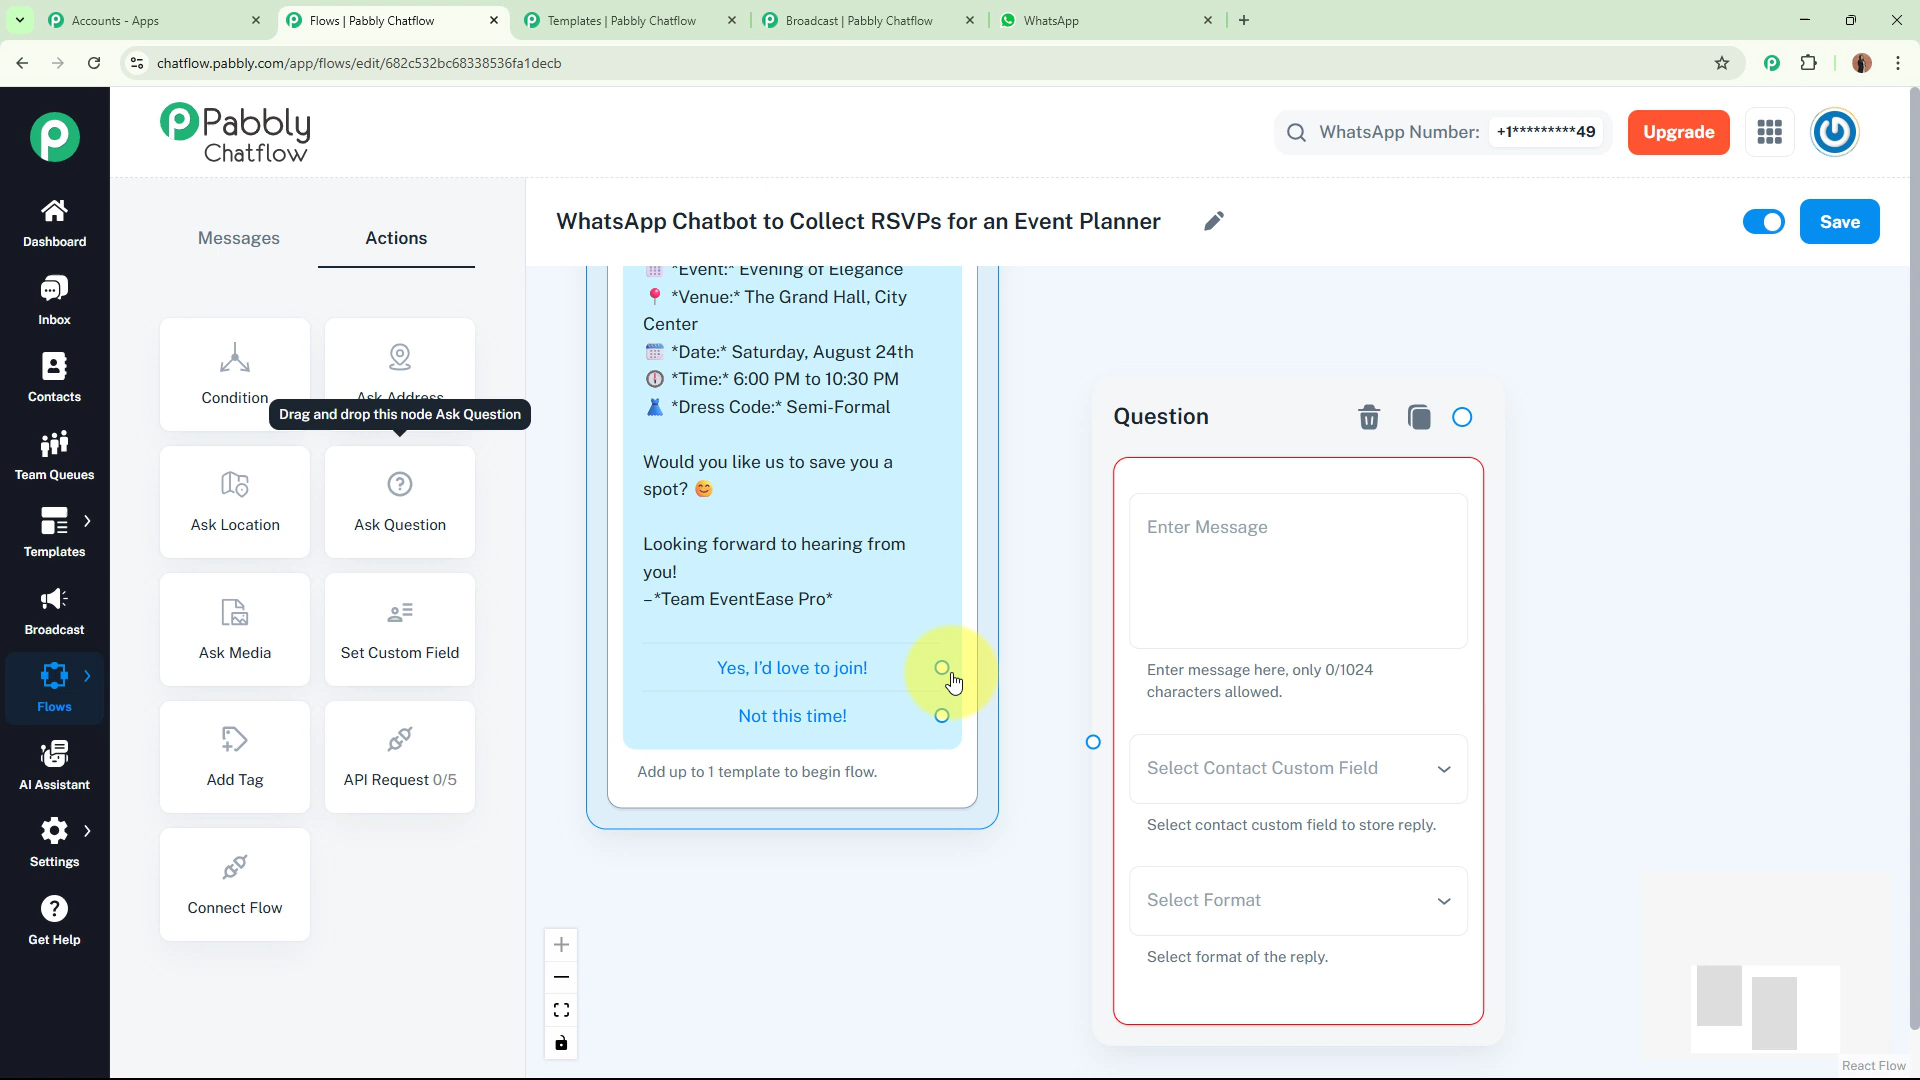 Accounts - Apps
Flows | Pabbly Chatflow
Templates | Pabbly Chatflow
Broadcast | Pabbly Chatflow
WhatsApp
chatflow.pabbly.com/app/flows/edit/682c532bc68338536fa1decb
Pabbly
Chatflow
WhatsApp Number: +1*********49
Upgrade
Dashboard
Inbox
Contacts
Team Queues
Templates
Broadcast
Flows
AI Assistant
Settings
Get Help
Messages
Actions
Condition
Ask Address
Drag and drop this node Ask Question
Ask Location
Ask Question
Ask Media
Set Custom Field
Add Tag
API Request 0/5
Connect Flow
WhatsApp Chatbot to Collect RSVPs for an Event Planner
Save
*Event:* Evening of Elegance
*Venue:* The Grand Hall, City
Center
*Date:* Saturday, August 24th
*Time:* 6:00 PM to 10:30 PM
*Dress Code:* Semi-Formal
Would you like us to save you a
spot? 😊
Looking forward to hearing from
you!
–*Team EventEase Pro*
Yes, I'd love to join!
Not this time!
Add up to 1 template to begin flow.
Question
Enter Message
Enter message here, only 0/1024
characters allowed.
Select Contact Custom Field
Select contact custom field to store reply.
Select Format
Select format of the reply.
React Flow